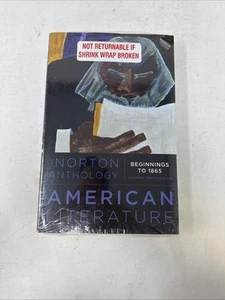 NOT RETURNABLE IF
SHRINK WRAP BROKEN
NORTON
ANTHOLOGY
BEGINNINGS
TO 1865
AMERICAN
LITERATURE